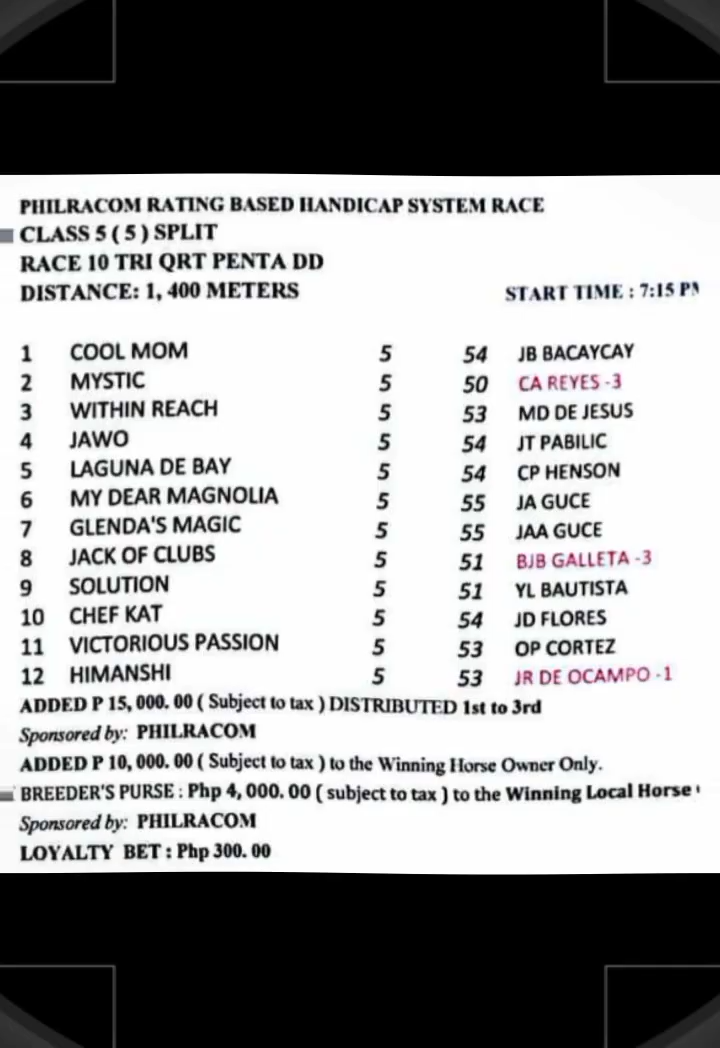 PHILRACOM RATING BASED HANDICAP SYSTEM RACE
CLASS 5 ( 5 ) SPLIT
RACE 10 TRI QRT PENTA DD
DISTANCE: 1, 400 METERS START TIME : 7:15 PM
1 COOL MOM 5 54 JB BACAYCAY
2 MYSTIC 5 50 CA REYES -3
3 WITHIN REACH 5 53 MD DE JESUS
4 JAWO 5 54 JT PABILIC
5 LAGUNA DE BAY 5 54 CP HENSON
6 MY DEAR MAGNOLIA 5 55 JA GUCE
7 GLENDA'S MAGIC 5 55 JAA GUCE
8 JACK OF CLUBS 5 51 BJB GALLETA -3
9 SOLUTION 5 51 YL BAUTISTA
10 CHEF KAT 5 54 JD FLORES
11 VICTORIOUS PASSION 5 53 OP CORTEZ
12 HIMANSHI 5 53 JR DE OCAMPO -1
ADDED P 15, 000. 00 ( Subject to tax ) DISTRIBUTED 1st to 3rd
Sponsored by: PHILRACOM
ADDED P 10, 000. 00 ( Subject to tax ) to the Winning Horse Owner Only.
BREEDER'S PURSE : Php 4, 000. 00 ( subject to tax ) to the Winning Local Horse
Sponsored by: PHILRACOM
LOYALTY BET : Php 300. 00